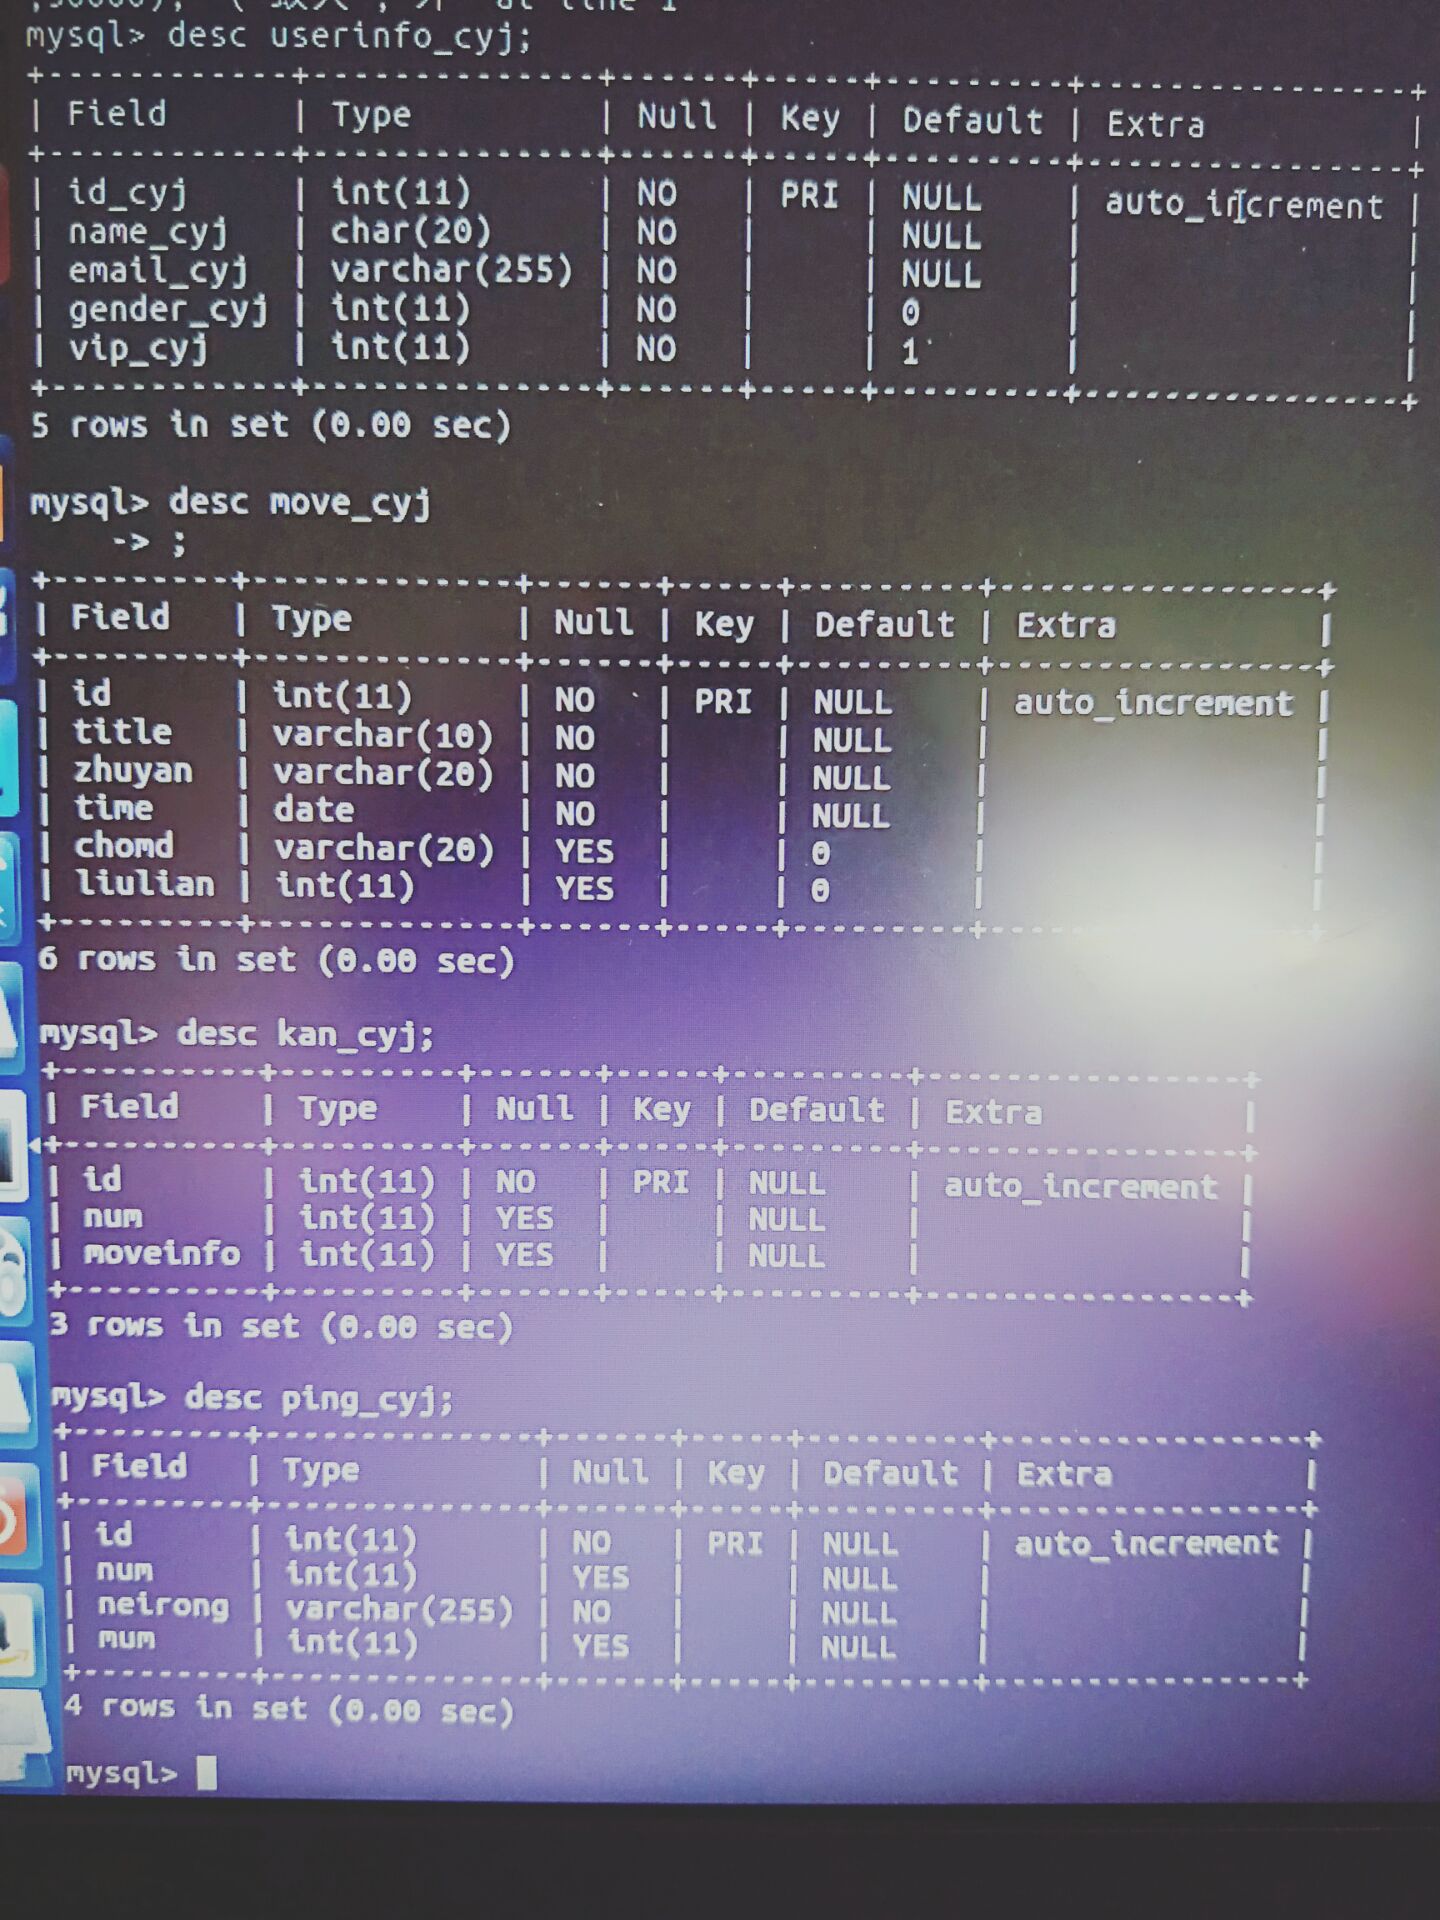 at line 1
mysql> desc userinfo_cyj;
+------------+--------------+------+-----+---------+----------------+
| Field | Type | Null | Key | Default | Extra |
+------------+--------------+------+-----+---------+----------------+
| id_cyj | int(11) | NO | PRI | NULL | auto_increment |
| name_cyj | char(20) | NO | | NULL | |
| email_cyj | varchar(255) | NO | | NULL | |
| gender_cyj | int(11) | NO | | 0 | |
| vip_cyj | int(11) | NO | | 1 | |
+------------+--------------+------+-----+---------+----------------+
5 rows in set (0.00 sec)
mysql> desc move_cyj
-> ;
+---------+-------------+------+-----+---------+----------------+
| Field | Type | Null | Key | Default | Extra |
+---------+-------------+------+-----+---------+----------------+
| id | int(11) | NO | PRI | NULL | auto_increment |
| title | varchar(10) | NO | | NULL | |
| zhuyan | varchar(20) | NO | | NULL | |
| time | date | NO | | NULL | |
| chomd | varchar(20) | YES | | 0 | |
| liulian | int(11) | YES | | 0 | |
+---------+-------------+------+-----+---------+----------------+
6 rows in set (0.00 sec)
mysql> desc kan_cyj;
+----------+---------+------+-----+---------+----------------+
| Field | Type | Null | Key | Default | Extra |
+----------+---------+------+-----+---------+----------------+
| id | int(11) | NO | PRI | NULL | auto_increment |
| num | int(11) | YES | | NULL | |
| moveinfo | int(11) | YES | | NULL | |
+----------+---------+------+-----+---------+----------------+
3 rows in set (0.00 sec)
mysql> desc ping_cyj;
+---------+--------------+------+-----+---------+----------------+
| Field | Type | Null | Key | Default | Extra |
+---------+--------------+------+-----+---------+----------------+
| id | int(11) | NO | PRI | NULL | auto_increment |
| num | int(11) | YES | | NULL | |
| neirong | varchar(255) | NO | | NULL | |
| mum | int(11) | YES | | NULL | |
+---------+--------------+------+-----+---------+----------------+
4 rows in set (0.00 sec)
mysql>